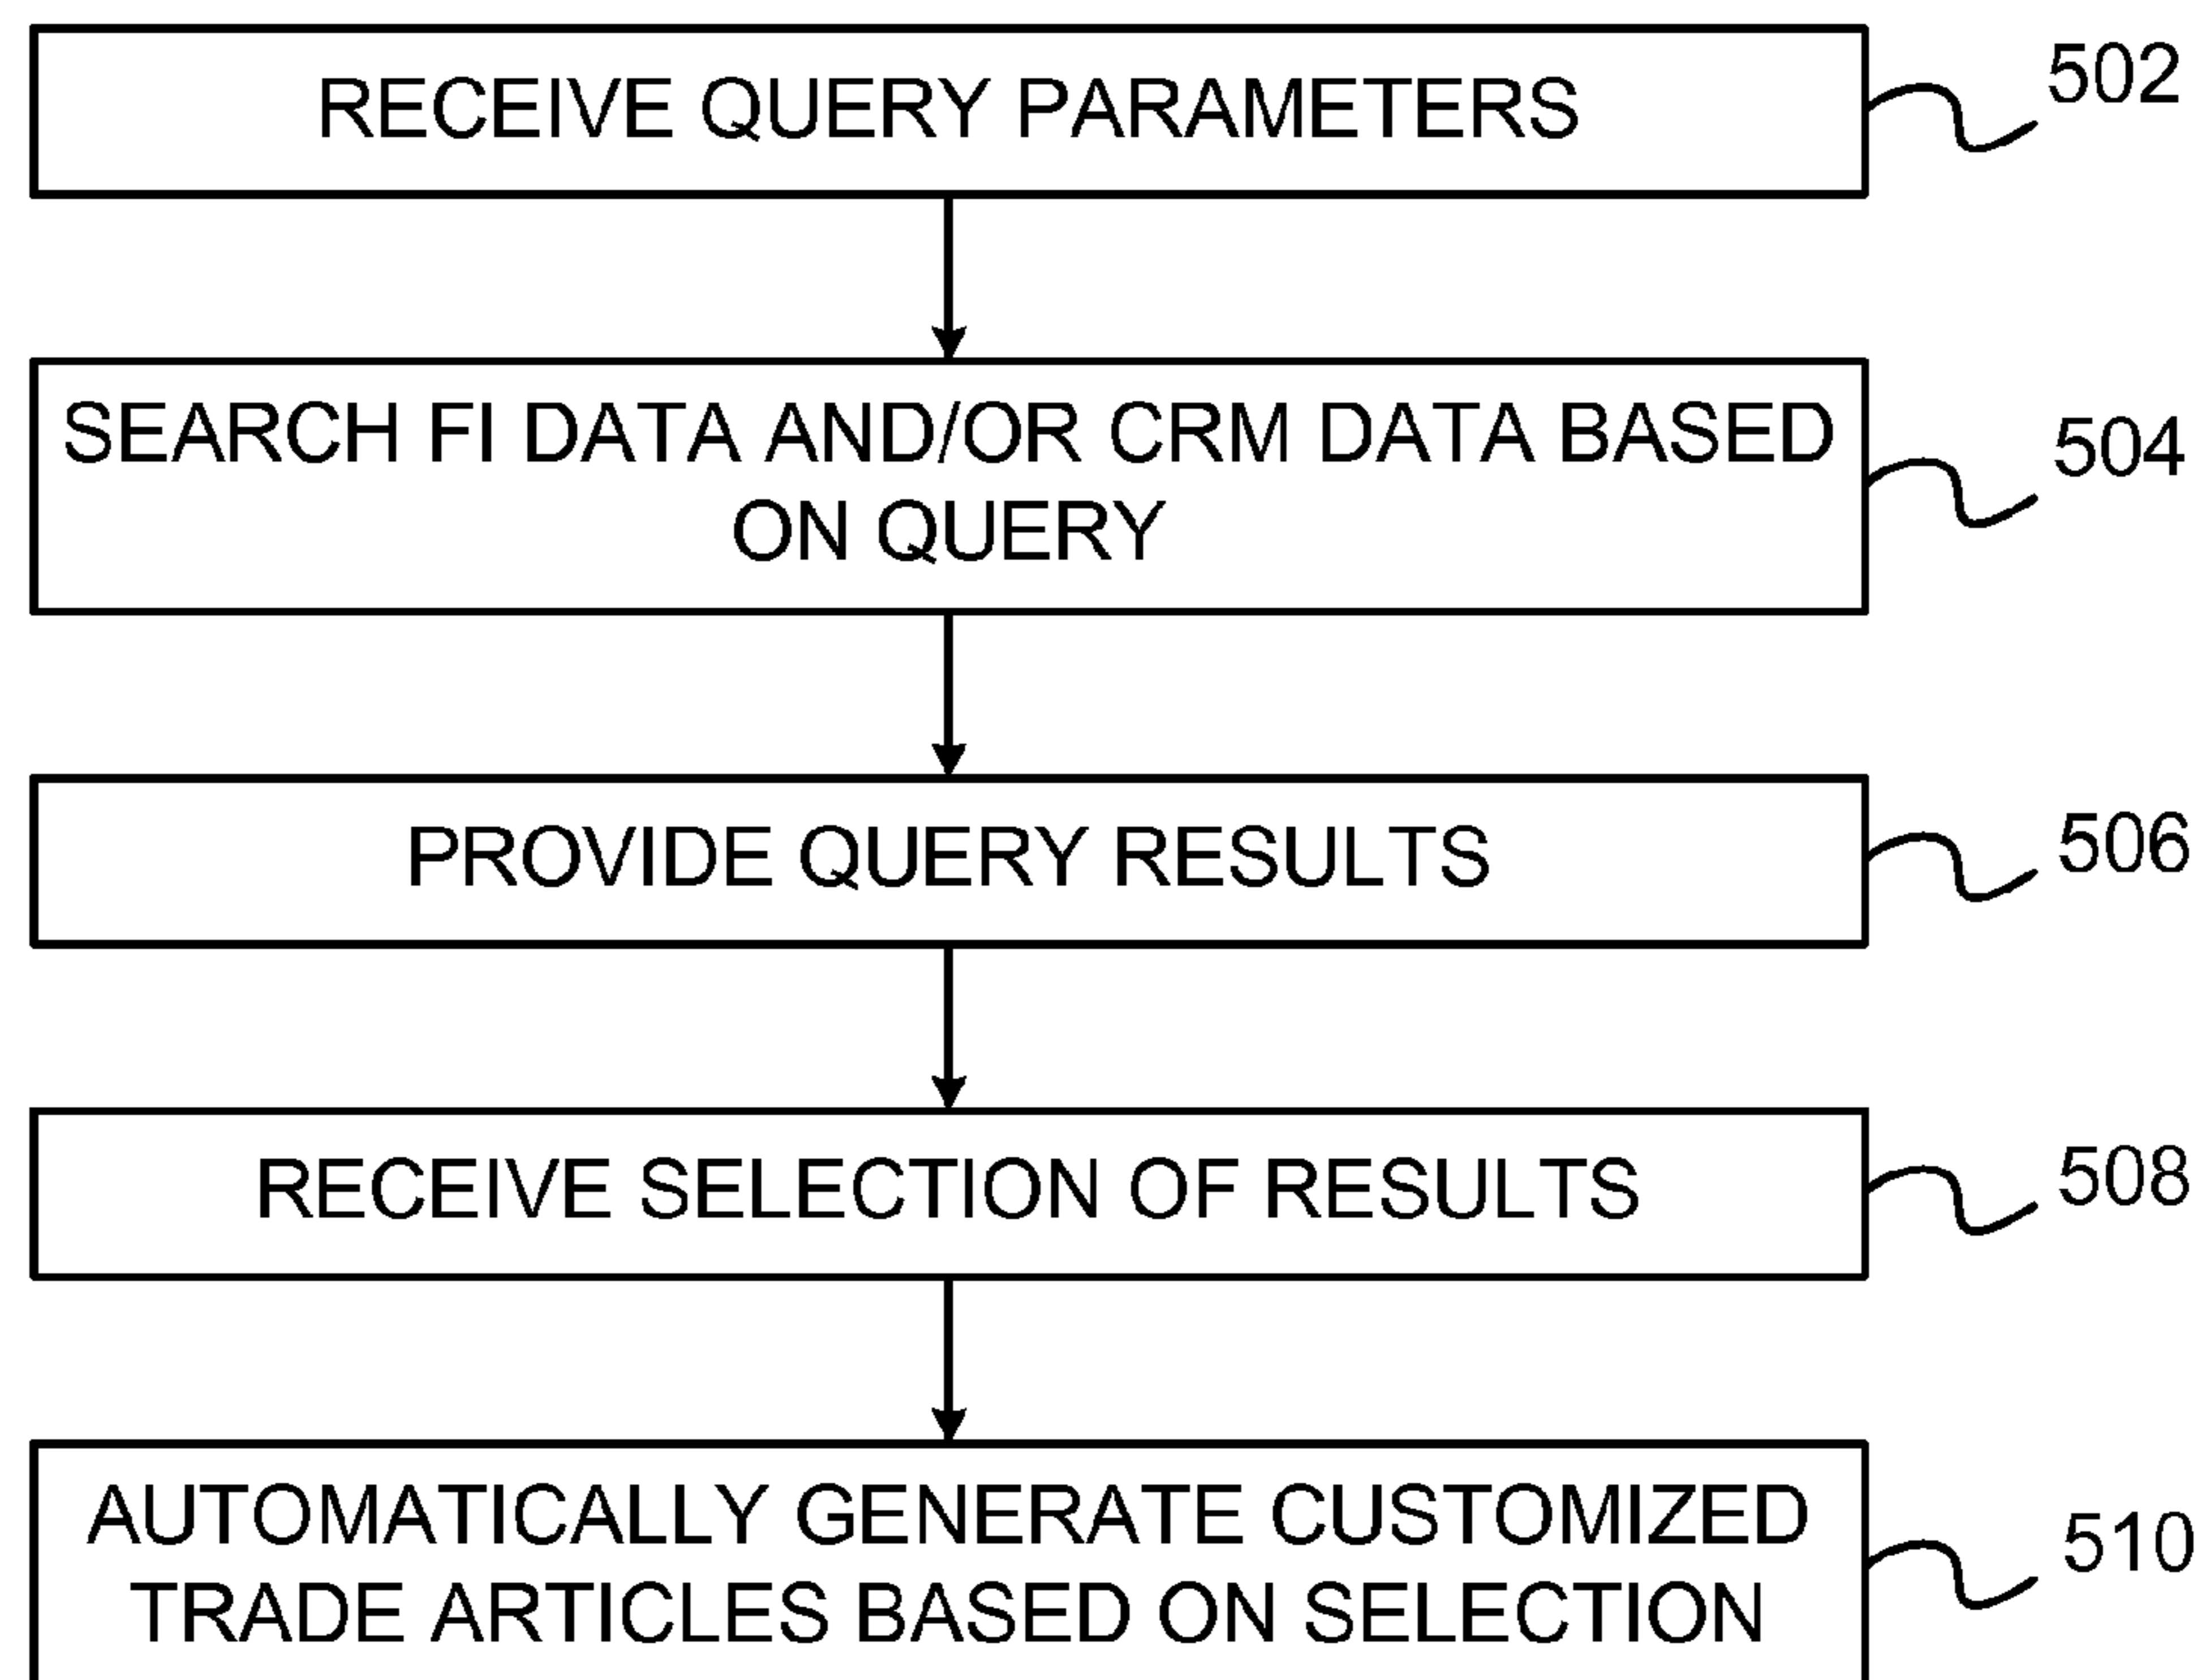 RECEIVE QUERY PARAMETERS
502
SEARCH FI DATA AND/OR CRM DATA BASED
ON QUERY
504
PROVIDE QUERY RESULTS
506
RECEIVE SELECTION OF RESULTS
508
AUTOMATICALLY GENERATE CUSTOMIZED
TRADE ARTICLES BASED ON SELECTION
510